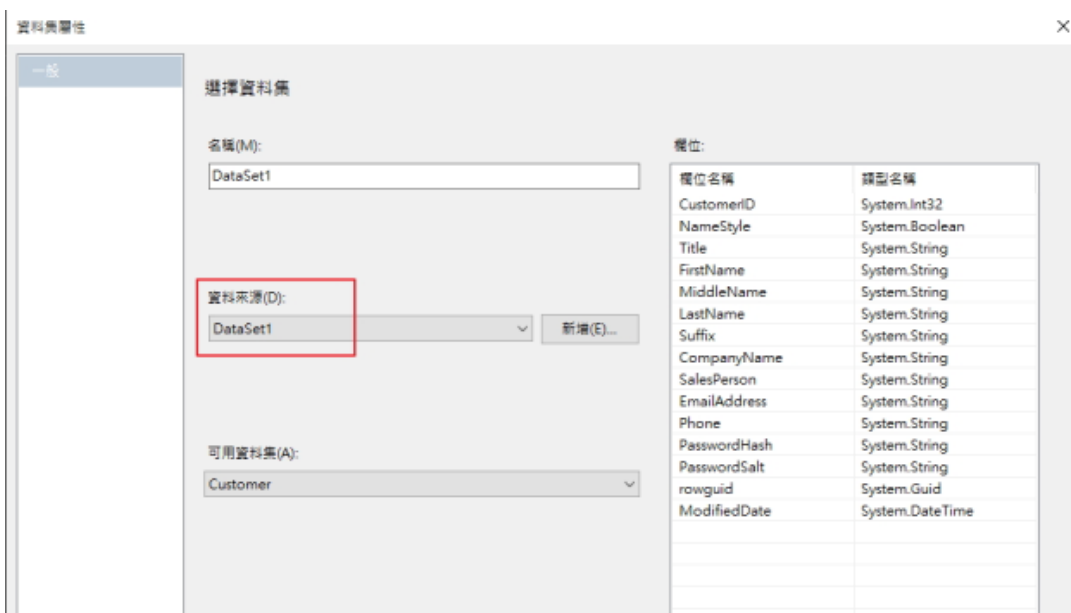 資料集屬性
一般
選擇資料集
名稱(M):
DataSet1
資料來源(D):
DataSet1
新增(E)...
可用資料集(A):
Customer
欄位:
欄位名稱 類型名稱
CustomerID System.Int32
NameStyle System.Boolean
Title System.String
FirstName System.String
MiddleName System.String
LastName System.String
Suffix System.String
CompanyName System.String
SalesPerson System.String
EmailAddress System.String
Phone System.String
PasswordHash System.String
PasswordSalt System.String
rowguid System.Guid
ModifiedDate System.DateTime